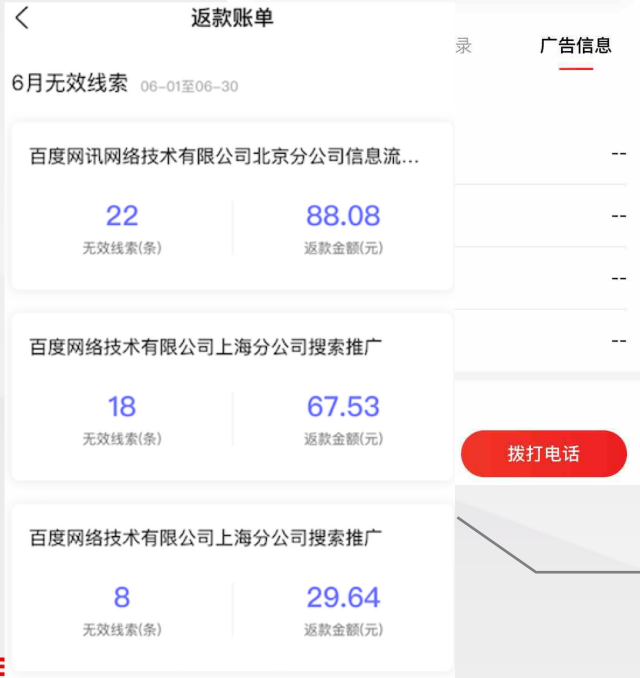 返款账单
6月无效线索 06-01至06-30
百度网讯网络技术有限公司北京分公司信息流...
22
88.08
无效线索(条)
返款金额(元)
百度网络技术有限公司上海分公司搜索推广
18
67.53
无效线索(条)
返款金额(元)
百度网络技术有限公司上海分公司搜索推广
8
29.64
无效线索(条)
返款金额(元)
录
广告信息
--
--
--
--
拨打电话